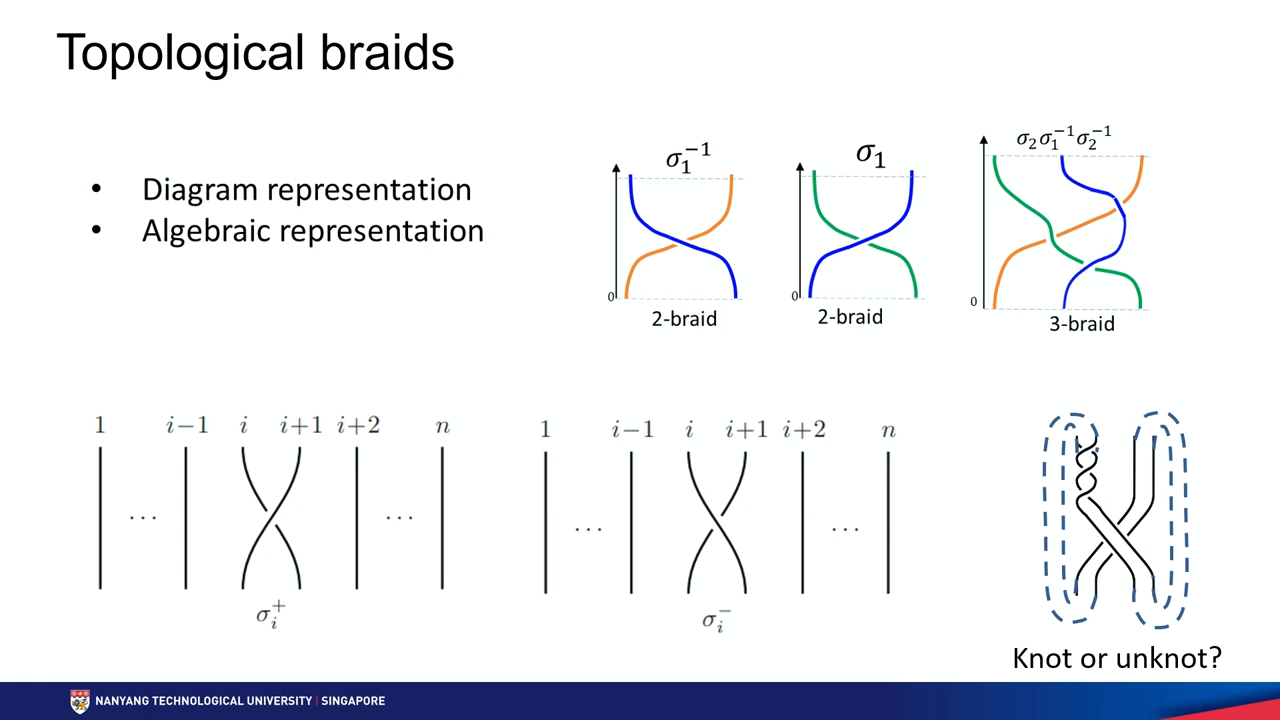 Topological braids
• Diagram representation
• Algebraic representation
σ₁⁻¹
0
2-braid
σ₁
0
2-braid
σ₂σ₁⁻¹σ₂⁻¹
0
3-braid
1 i−1 i i+1 i+2 n
... ...
σᵢ⁺
1 i−1 i i+1 i+2 n
... ...
σᵢ⁻
Knot or unknot?
NANYANG TECHNOLOGICAL UNIVERSITY | SINGAPORE